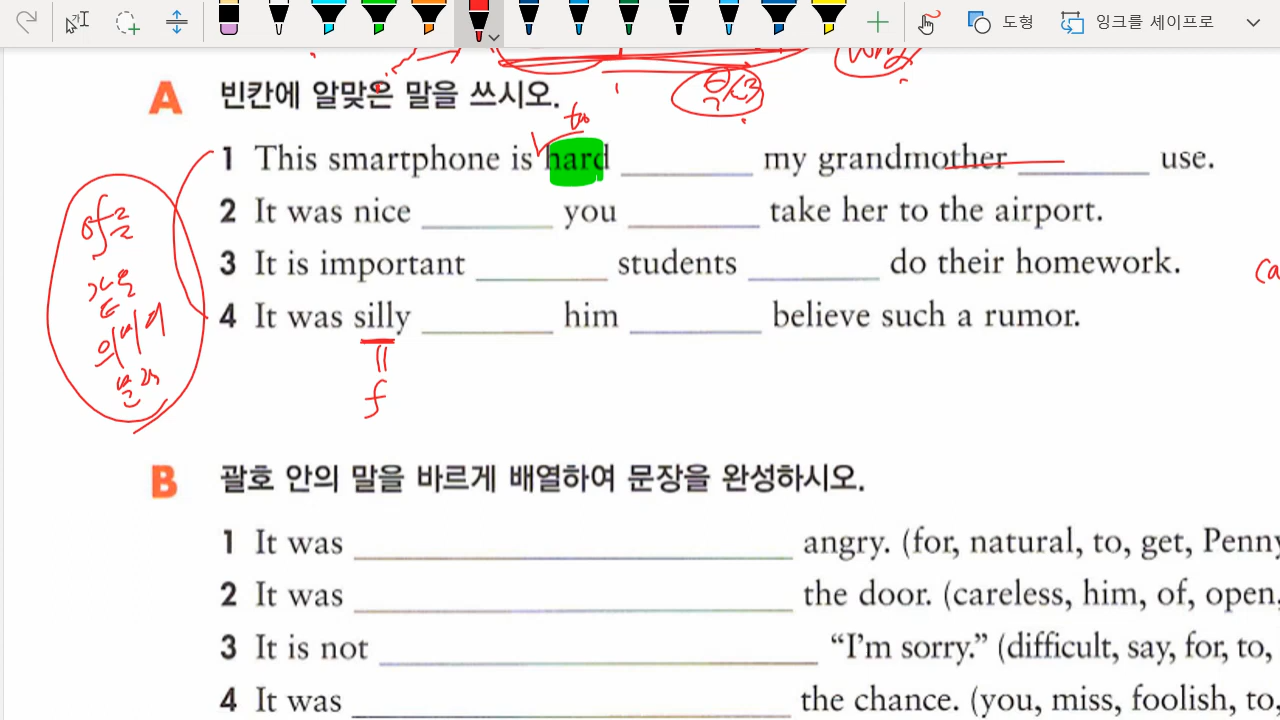 도형
잉크를 셰이프로
A 빈칸에 알맞은 말을 쓰시오.
1 This smartphone is hard ________ my grandmother ________ use.
2 It was nice ________ you ________ take her to the airport.
3 It is important ________ students ________ do their homework.
4 It was silly ________ him ________ believe such a rumor.
f
B 괄호 안의 말을 바르게 배열하여 문장을 완성하시오.
1 It was ________ angry. (for, natural, to, get, Penny
2 It was ________ the door. (careless, him, of, open,
3 It is not ________ “I’m sorry.” (difficult, say, for, to,
4 It was ________ the chance. (you, miss, foolish, to,